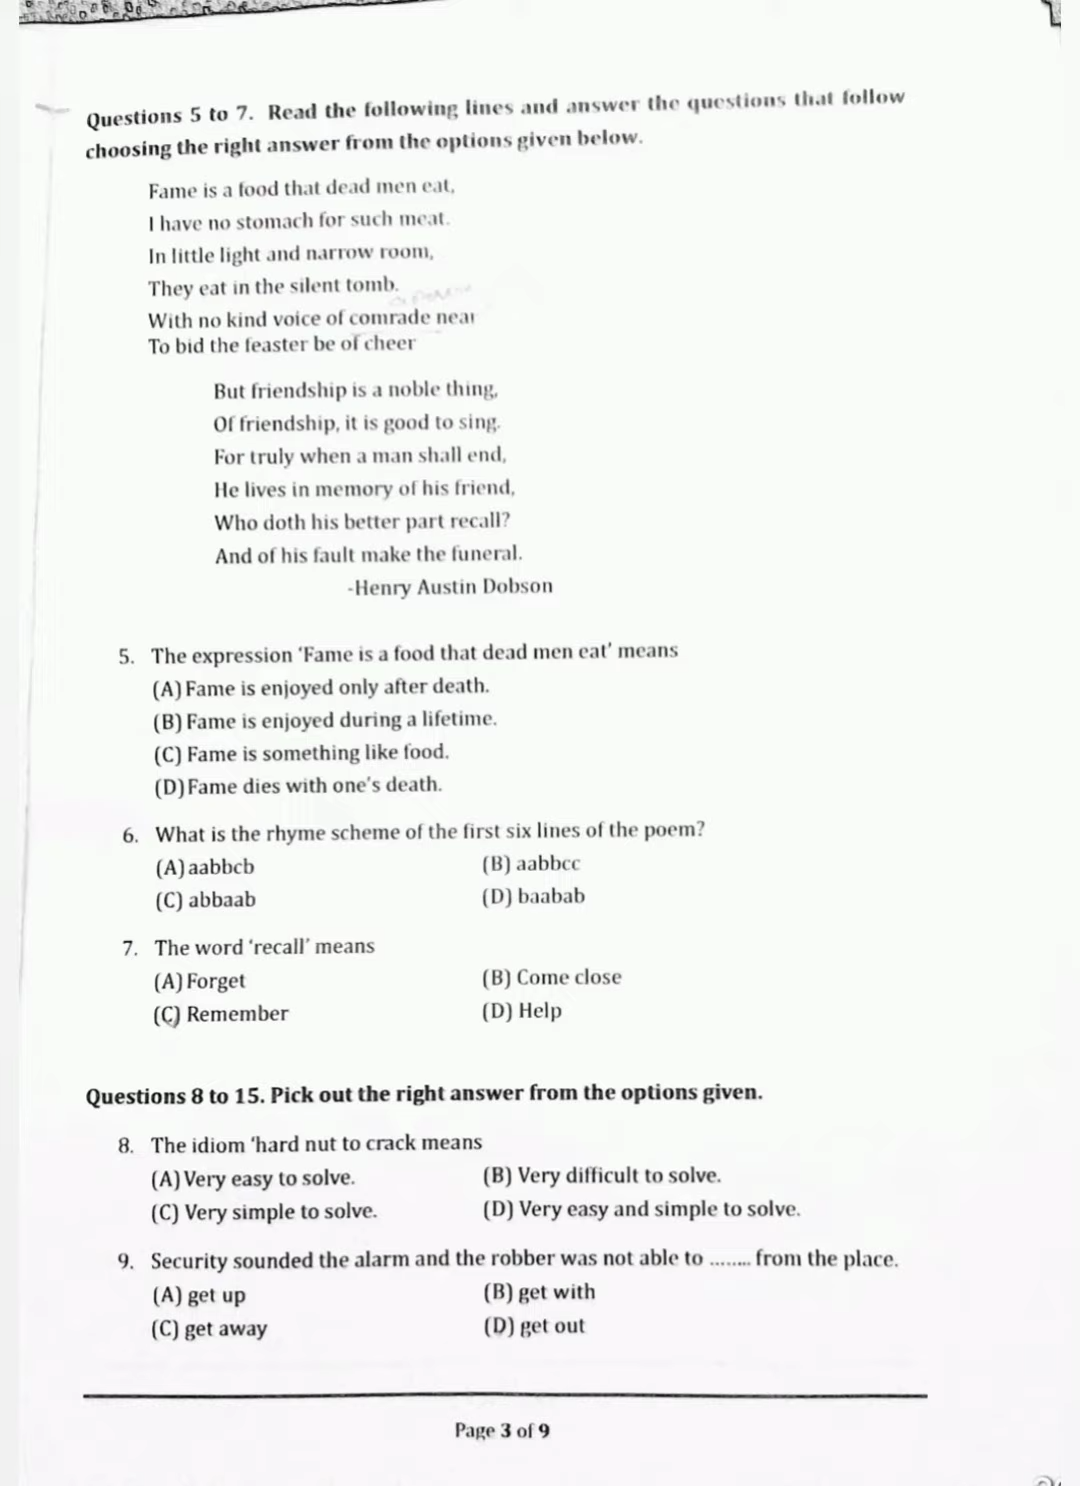 Questions 5 to 7. Read the following lines and answer the questions that follow
choosing the right answer from the options given below.
Fame is a food that dead men eat,
I have no stomach for such meat.
In little light and narrow room,
They eat in the silent tomb.
With no kind voice of comrade near
To bid the feaster be of cheer
But friendship is a noble thing,
Of friendship, it is good to sing.
For truly when a man shall end,
He lives in memory of his friend,
Who doth his better part recall?
And of his fault make the funeral.
-Henry Austin Dobson
5. The expression ‘Fame is a food that dead men eat’ means
(A) Fame is enjoyed only after death.
(B) Fame is enjoyed during a lifetime.
(C) Fame is something like food.
(D) Fame dies with one's death.
6. What is the rhyme scheme of the first six lines of the poem?
(A) aabbcb (B) aabbcc
(C) abbaab (D) baabab
7. The word ‘recall’ means
(A) Forget (B) Come close
(C) Remember (D) Help
Questions 8 to 15. Pick out the right answer from the options given.
8. The idiom ‘hard nut to crack means
(A) Very easy to solve. (B) Very difficult to solve.
(C) Very simple to solve. (D) Very easy and simple to solve.
9. Security sounded the alarm and the robber was not able to ........ from the place.
(A) get up (B) get with
(C) get away (D) get out
Page 3 of 9